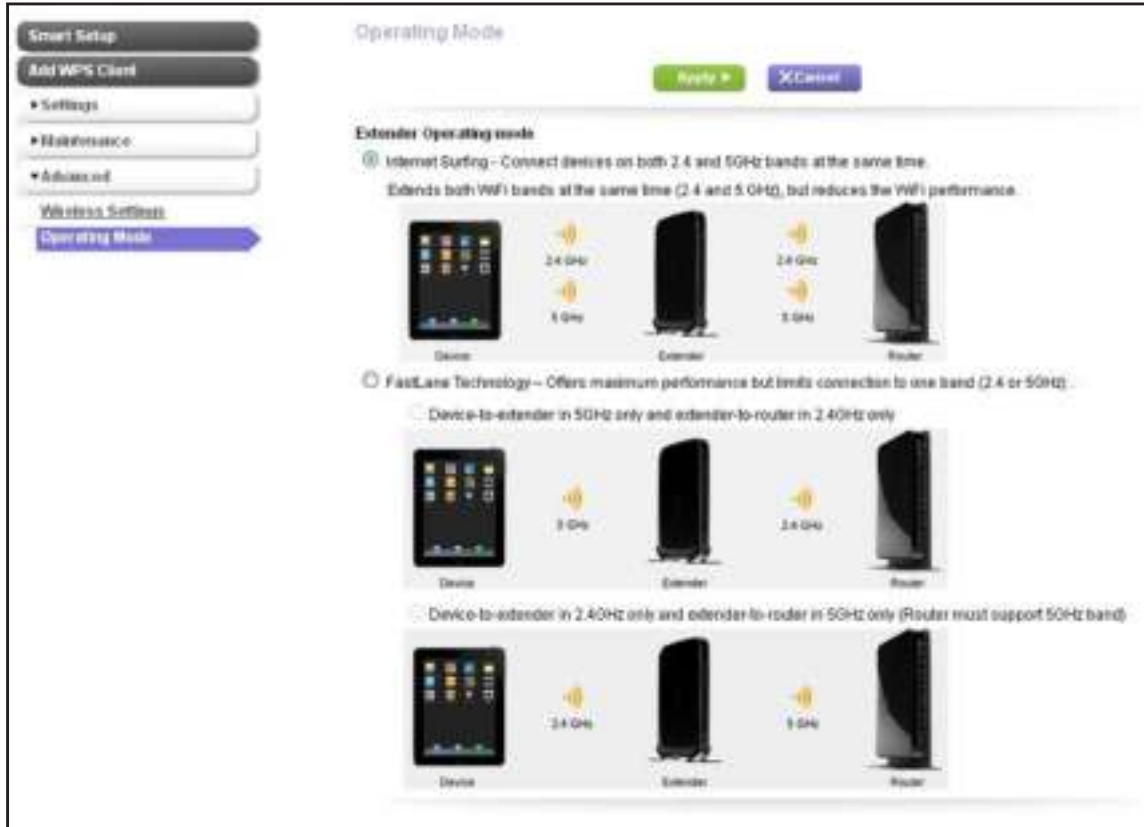 Smart Setup
Add WPS Client
Settings
Maintenance
Advanced
Wireless Settings
Operating Mode
Operating Mode
Apply
Cancel
Extender Operating mode
Internet Surfing - Connect devices on both 2.4 and 5GHz bands at the same time.
Extends both WiFi bands at the same time (2.4 and 5 GHz), but reduces the WiFi performance.
2.4 GHz
2.4 GHz
5 GHz
5 GHz
Device
Extender
Router
FastLane Technology – Offers maximum performance but limits connection to one band (2.4 or 5GHz) .
Device-to-extender in 5GHz only and extender-to-router in 2.4GHz only
5 GHz
2.4 GHz
Device
Extender
Router
Device-to-extender in 2.4GHz only and extender-to-router in 5GHz only (Router must support 5GHz band)
2.4 GHz
5 GHz
Device
Extender
Router